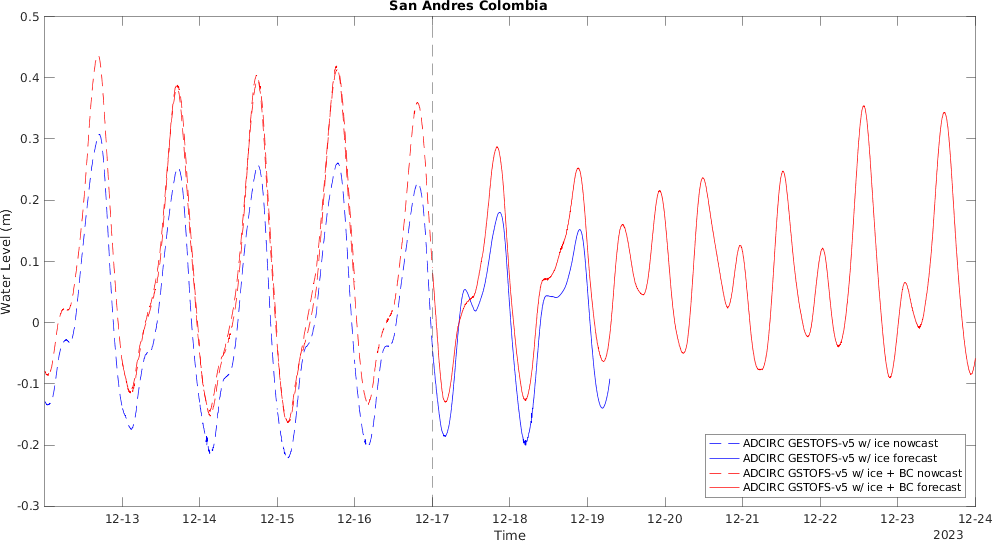 San Andres Colombia
0.5
0.4
0.3
0.2
0.1
0
-0.1
-0.2
-0.3
Water Level (m)
ADCIRC GESTOFS-v5 w/ ice nowcast
ADCIRC GESTOFS-v5 w/ ice forecast
ADCIRC GSTOFS-v5 w/ ice + BC nowcast
ADCIRC GSTOFS-v5 w/ ice + BC forecast
12-13 12-14 12-15 12-16 12-17 12-18 12-19 12-20 12-21 12-22 12-23 12-24
Time 2023